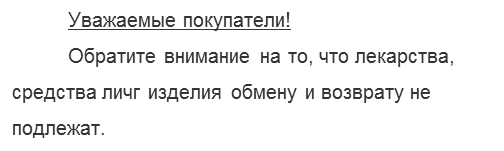 Уважаемые покупатели!
Обратите внимание на то, что лекарства,
средства личг изделия обмену и возврату не
подлежат.